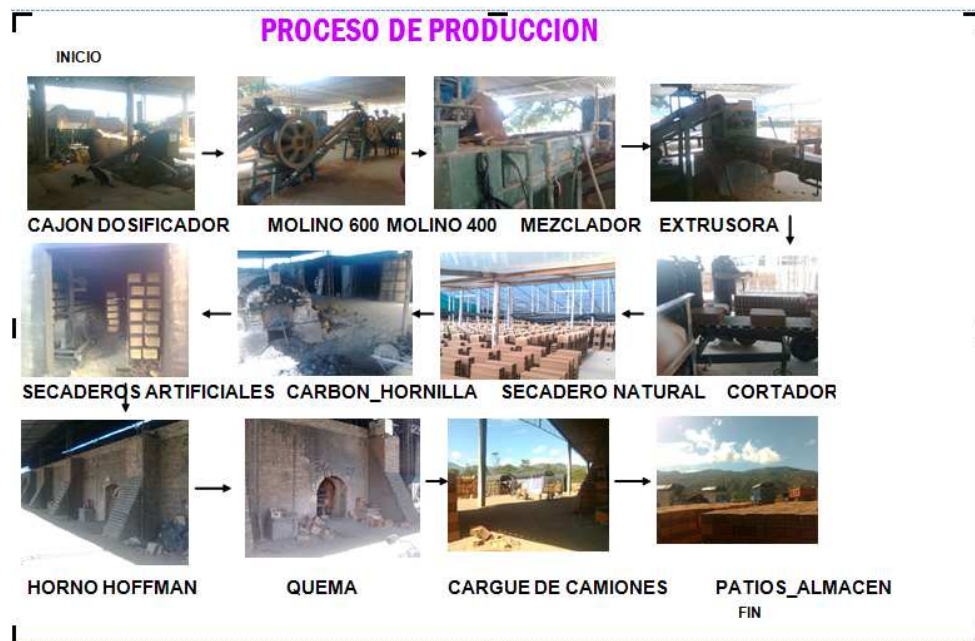 PROCESO DE PRODUCCION
INICIO
CAJON DOSIFICADOR
MOLINO 600 MOLINO 400
MEZCLADOR
EXTRUSORA
SECADEROS ARTIFICIALES
CARBON_HORNILLA
SECADERO NATURAL
CORTADOR
HORNO HOFFMAN
QUEMA
CARGUE DE CAMIONES
PATIOS_ALMACEN
FIN